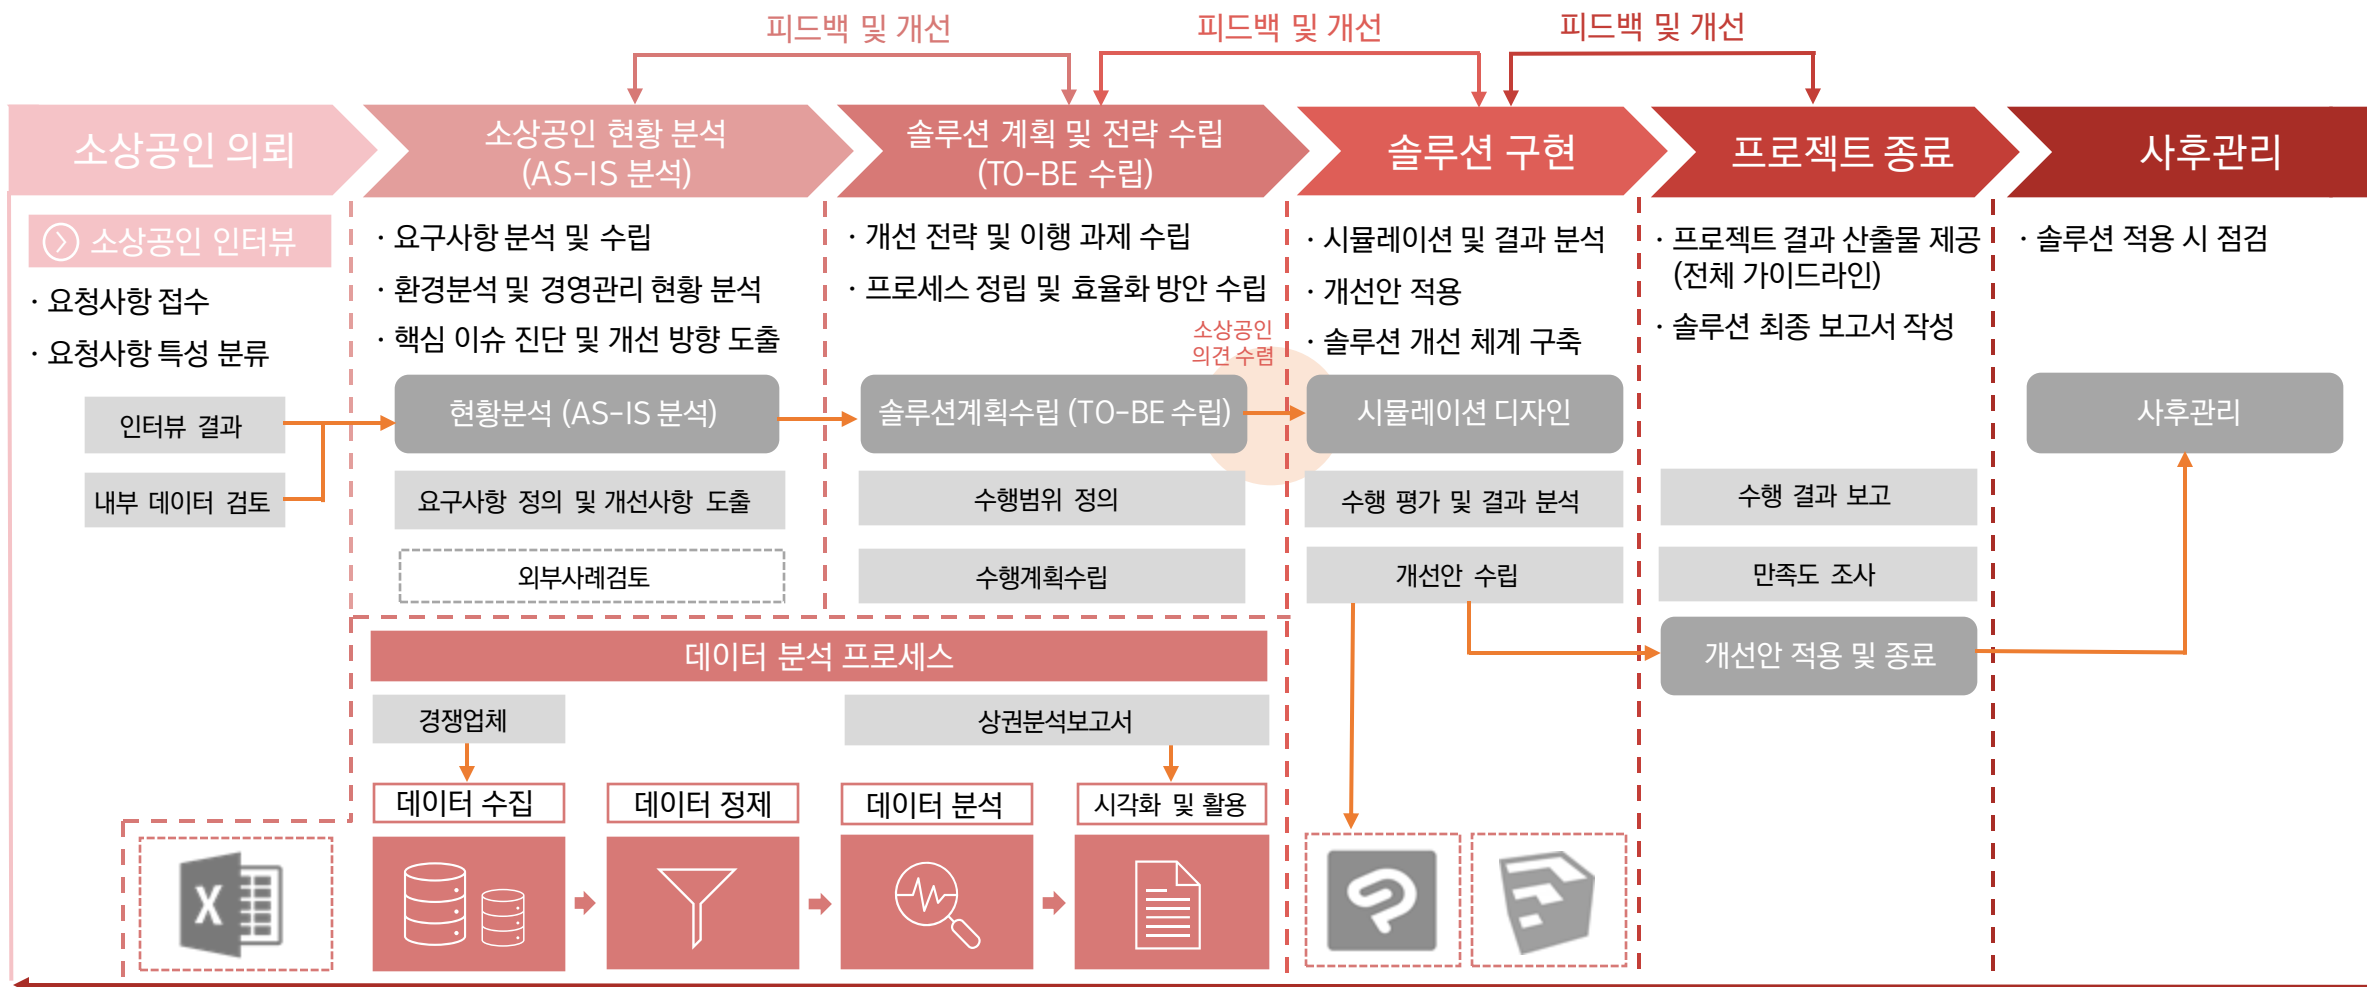 피드백 및 개선
피드백 및 개선
피드백 및 개선
소상공인 의뢰
소상공인 현황 분석
(AS-IS 분석)
솔루션 계획 및 전략 수립
(TO-BE 수립)
솔루션 구현
프로젝트 종료
사후관리
소상공인 인터뷰
· 요청사항 접수
· 요청사항 특성 분류
인터뷰 결과
내부 데이터 검토
· 요구사항 분석 및 수립
· 환경분석 및 경영관리 현황 분석
· 핵심 이슈 진단 및 개선 방향 도출
현황분석 (AS-IS 분석)
요구사항 정의 및 개선사항 도출
외부사례검토
· 개선 전략 및 이행 과제 수립
· 프로세스 정립 및 효율화 방안 수립
소상공인
의견 수렴
솔루션계획수립 (TO-BE 수립)
수행범위 정의
수행계획수립
· 시뮬레이션 및 결과 분석
· 개선안 적용
· 솔루션 개선 체계 구축
시뮬레이션 디자인
수행 평가 및 결과 분석
개선안 수립
· 프로젝트 결과 산출물 제공
(전체 가이드라인)
· 솔루션 최종 보고서 작성
수행 결과 보고
만족도 조사
개선안 적용 및 종료
· 솔루션 적용 시 점검
사후관리
데이터 분석 프로세스
경쟁업체
상권분석보고서
데이터 수집
데이터 정제
데이터 분석
시각화 및 활용
X